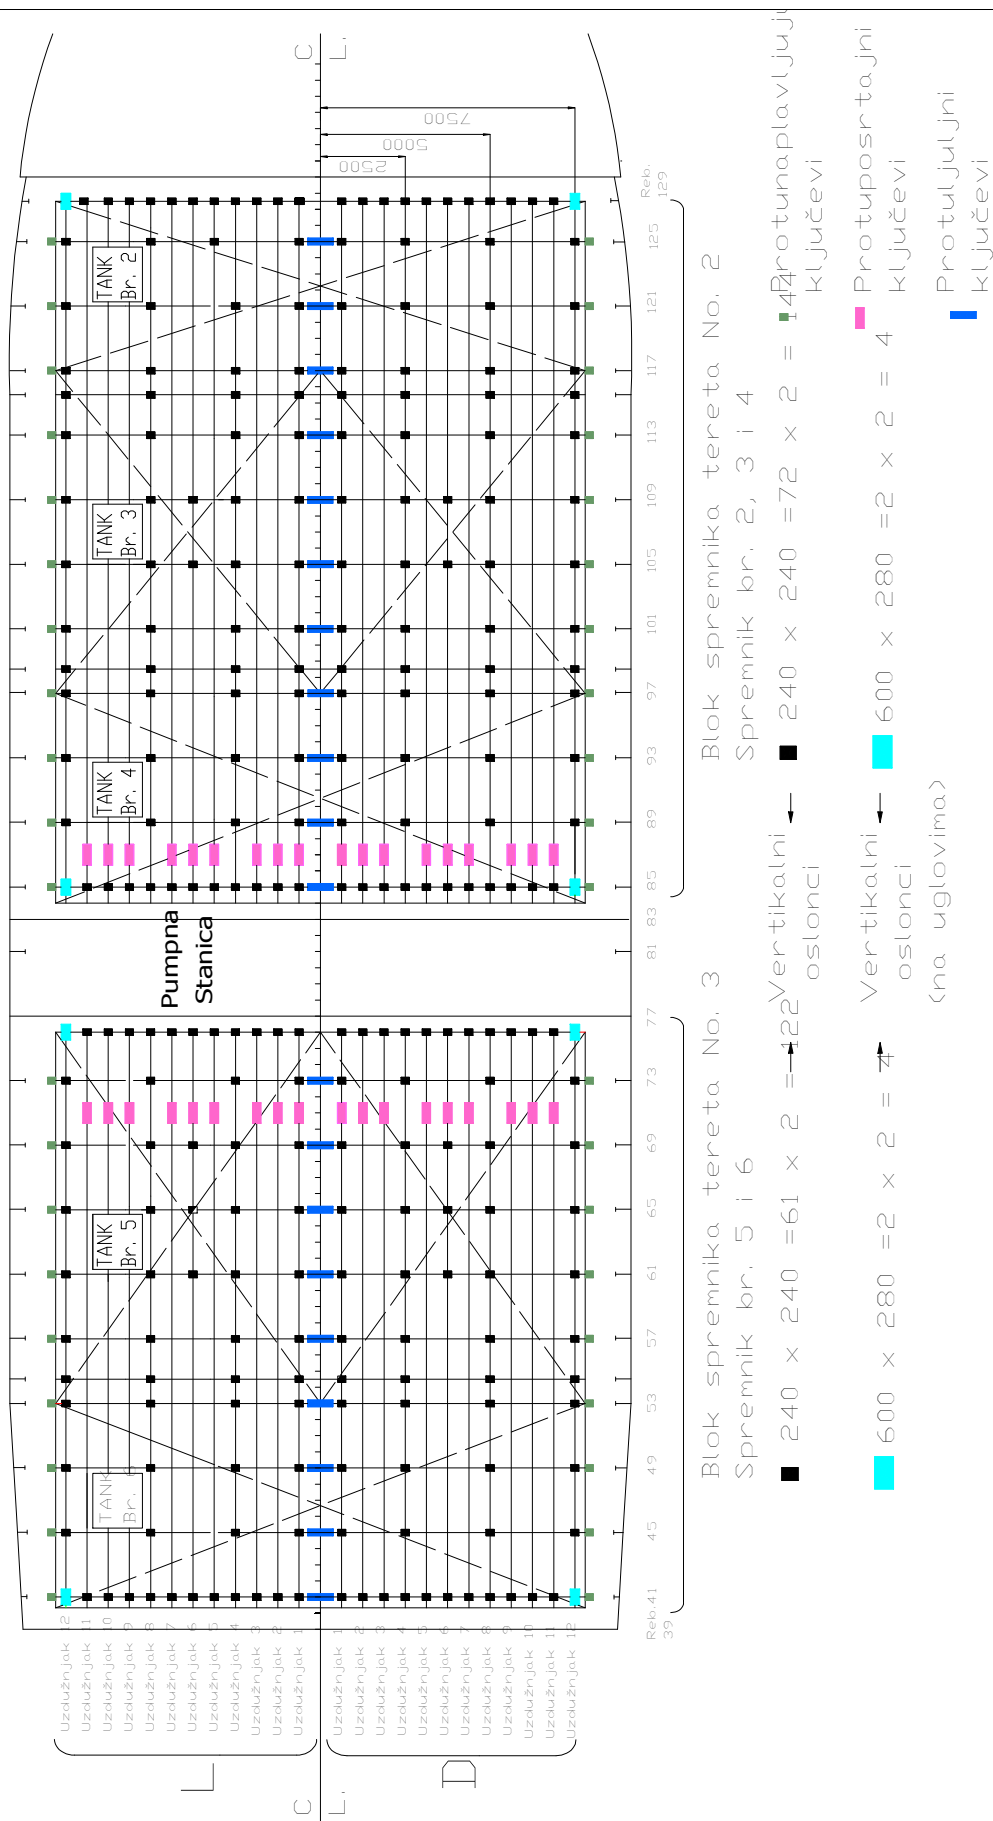 C
L.
7500
5000
2500
Reb.
129
125
121
117
113
109
105
101
97
93
89
85
83
81
77
73
69
65
61
57
53
49
45
Reb.41
39
TANK
Br. 2
TANK
Br. 3
TANK
Br. 4
Pumpna
Stanica
TANK
Br. 5
TANK
Br. 6
Uzdužnjak 12
Uzdužnjak 11
Uzdužnjak 10
Uzdužnjak 9
Uzdužnjak 8
Uzdužnjak 7
Uzdužnjak 6
Uzdužnjak 5
Uzdužnjak 4
Uzdužnjak 3
Uzdužnjak 2
Uzdužnjak 1
Uzdužnjak 1
Uzdužnjak 2
Uzdužnjak 3
Uzdužnjak 4
Uzdužnjak 5
Uzdužnjak 6
Uzdužnjak 7
Uzdužnjak 8
Uzdužnjak 9
Uzdužnjak 10
Uzdužnjak 11
Uzdužnjak 12
L
D
C
L.
Blok spremnika tereta No. 3
Spremnik br. 5 i 6
240 x 240 =61 x 2 =122
600 x 280 =2 x 2 = 4
Vertikalni
oslonci
Vertikalni
oslonci
(na uglovima)
Blok spremnika tereta No. 2
Spremnik br. 2, 3 i 4
240 x 240 =72 x 2 = 144
600 x 280 =2 x 2 = 4
ključevi
Protuposrtajni
ključevi
Protuljuljni
ključevi